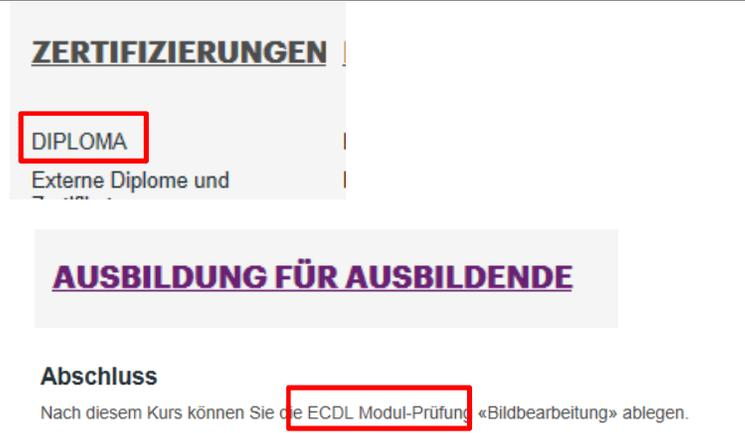 ZERTIFIZIERUNGEN
DIPLOMA
Externe Diplome und
AUSBILDUNG FÜR AUSBILDENDE
Abschluss
Nach diesem Kurs können Sie die ECDL Modul-Prüfung «Bildbearbeitung» ablegen.